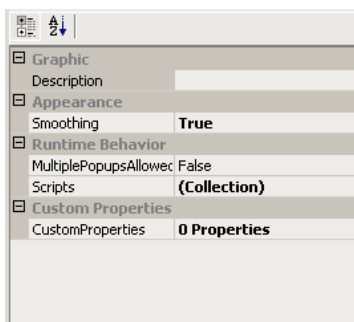 A Z
Graphic
Description
Appearance
Smoothing True
Runtime Behavior
MultiplePopupsAllowec False
Scripts (Collection)
Custom Properties
CustomProperties 0 Properties